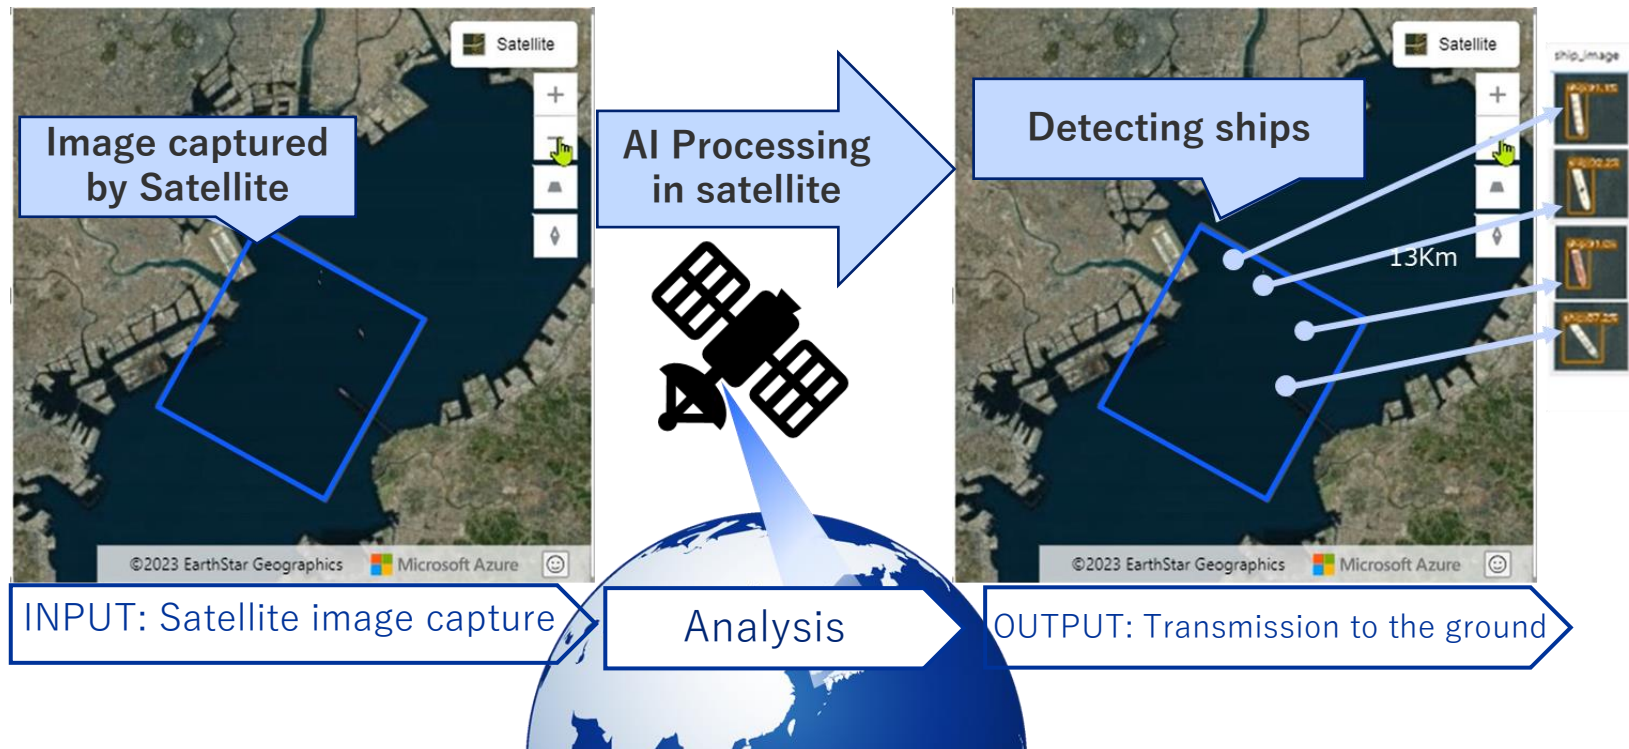 Satellite
Image captured
by Satellite
©2023 EarthStar Geographics
Microsoft Azure
INPUT: Satellite image capture
AI Processing
in satellite
Analysis
Satellite
Detecting ships
13Km
©2023 EarthStar Geographics
Microsoft Azure
OUTPUT: Transmission to the ground
ship_image